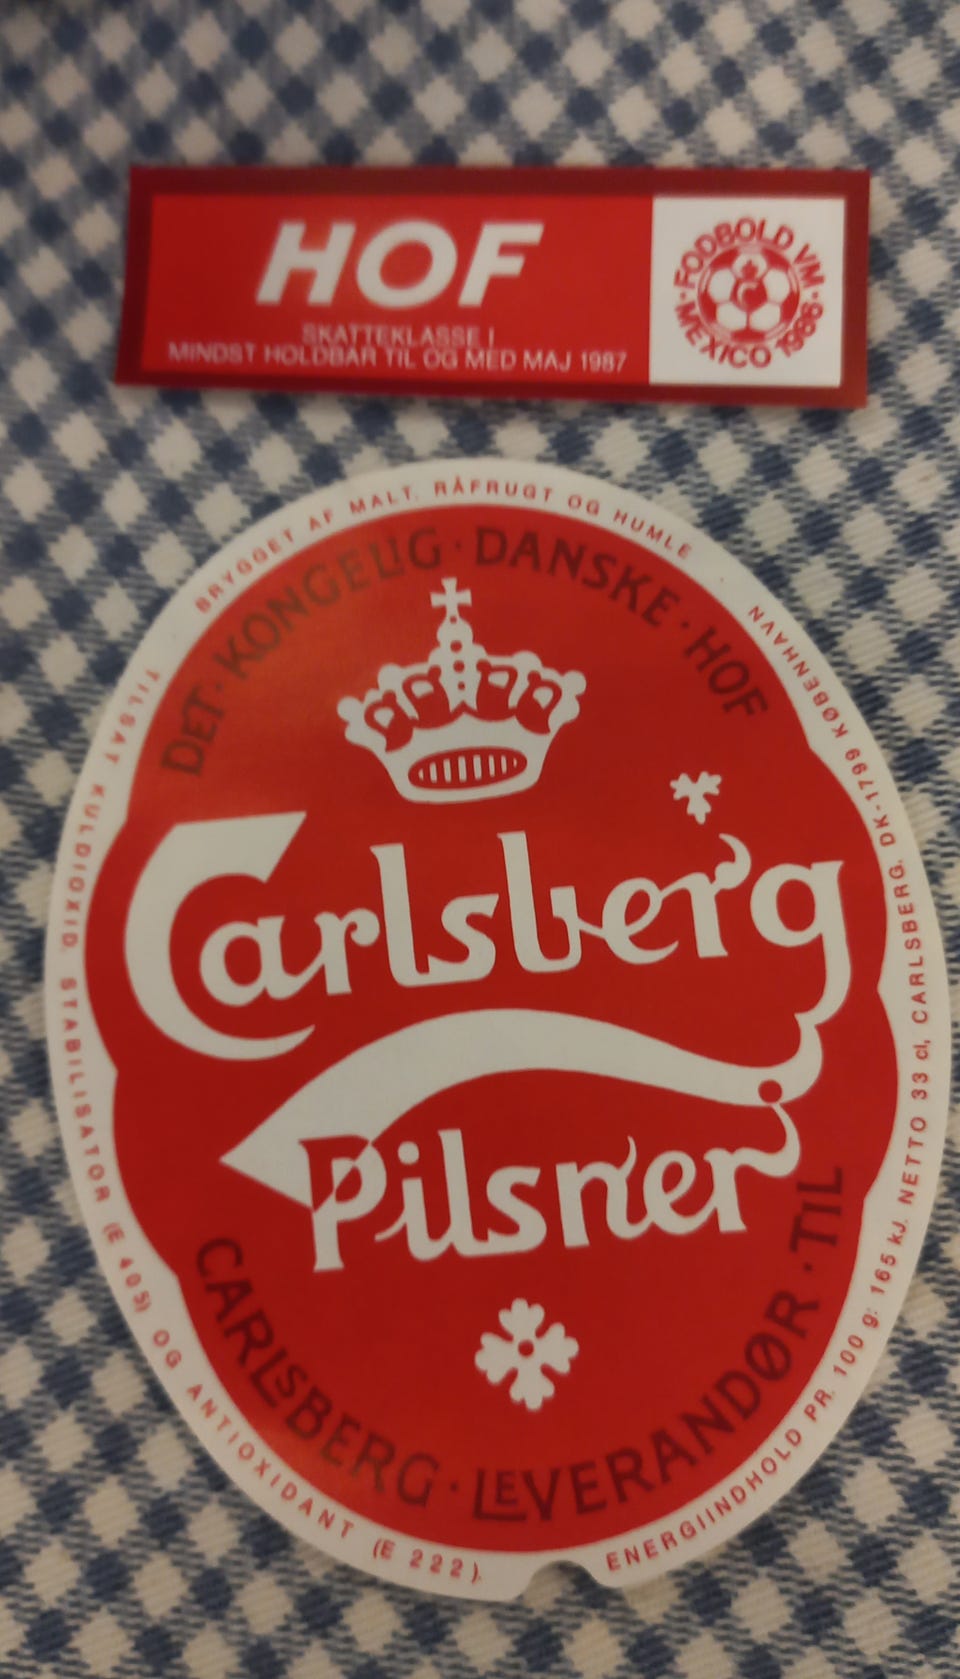 HOF
SKATTEKLASSE I
MINDST HOLDBAR TIL OG MED MAJ 1987
· FODBOLD VM ·
MEXICO 1986
C
BRYGGET AF MALT, RÅFRUGT OG HUMLE
TILSAT KULDIOXID, STABILISATOR (E 405) OG ANTIOXIDANT (E 222).
DET · KONGELIG · DANSKE · HOF
Carlsberg
Pilsner
CARLSBERG · LEVERANDØR · TIL
ENERGIINDHOLD PR. 100 g: 165 kJ. NETTO 33 cl, CARLSBERG, DK-1799 KØBENHAVN